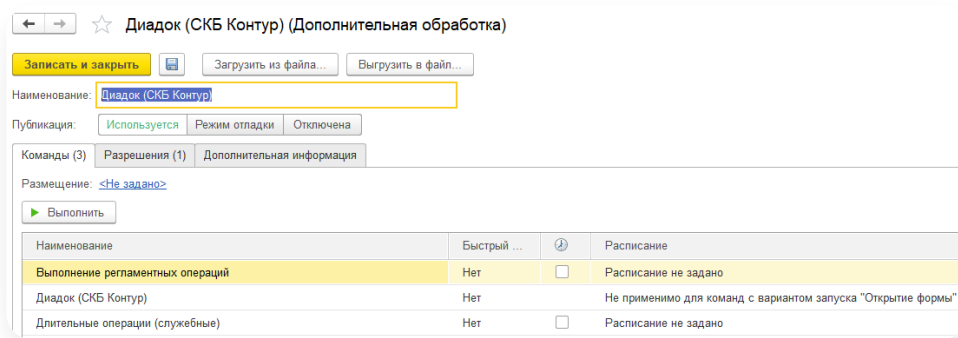 Диадок (СКБ Контур) (Дополнительная обработка)
Записать и закрыть Загрузить из файла... Выгрузить в файл...
Наименование: Диадок (СКБ Контур)
Публикация: Используется Режим отладки Отключена
Команды (3) Разрешения (1) Дополнительная информация
Размещение: <Не задано>
Выполнить
Наименование Быстрый ... Расписание
Выполнение регламентных операций Нет Расписание не задано
Диадок (СКБ Контур) Нет Не применимо для команд с вариантом запуска "Открытие формы"
Длительные операции (служебные) Нет Расписание не задано